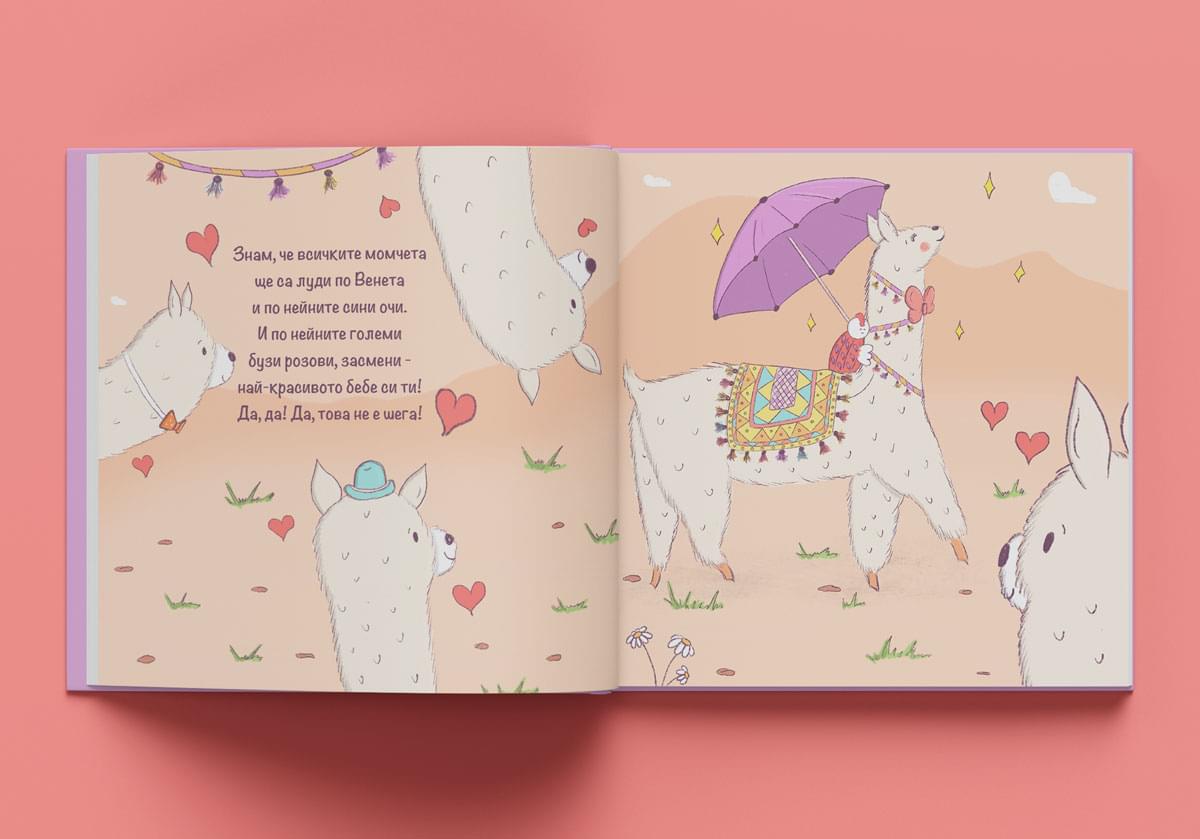 Знам, че всичките момчета
ще са луди по Венета
и по нейните сини очи.
И по нейните големи
бузи розови, засмени -
най-красивото бебе си ти!
Да, да! Да, това не е шега!